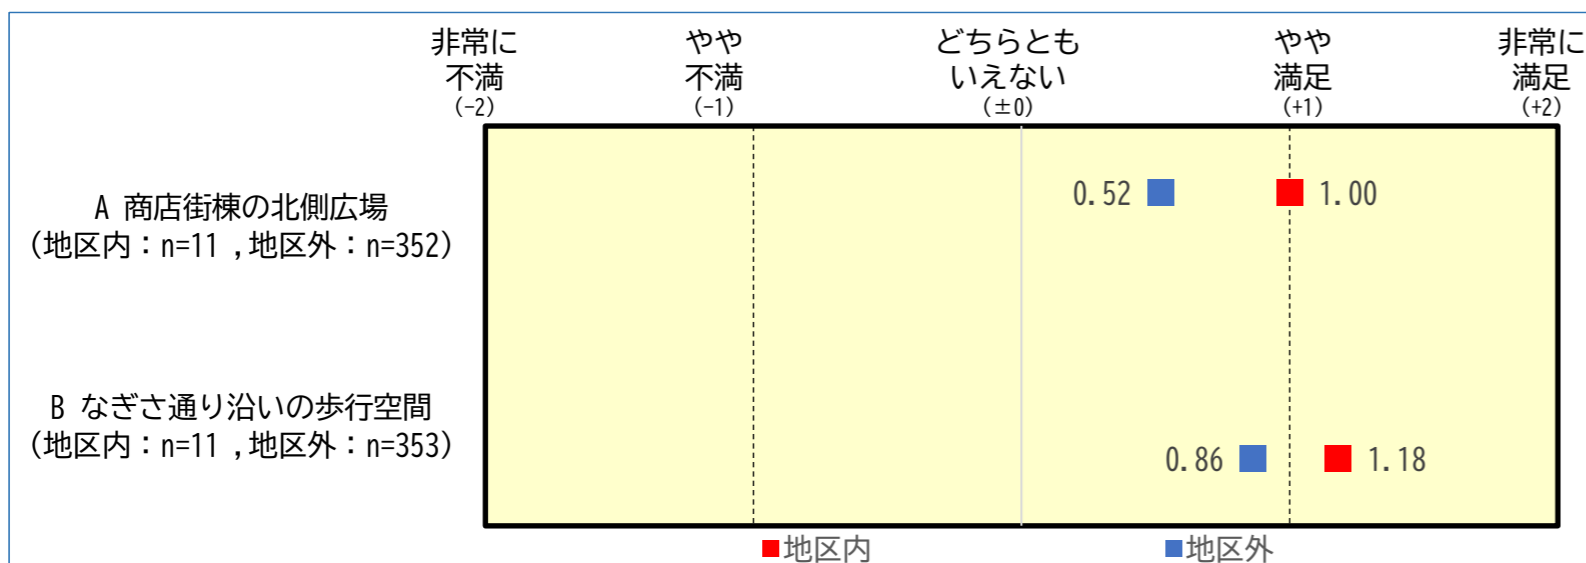 非常に
不満
(-2)
やや
不満
(-1)
どちらとも
いえない
(±0)
やや
満足
(+1)
非常に
満足
(+2)
A 商店街棟の北側広場
(地区内：n=11 ,地区外：n=352)
0.52
1.00
B なぎさ通り沿いの歩行空間
(地区内：n=11 ,地区外：n=353)
0.86
1.18
地区内
地区外